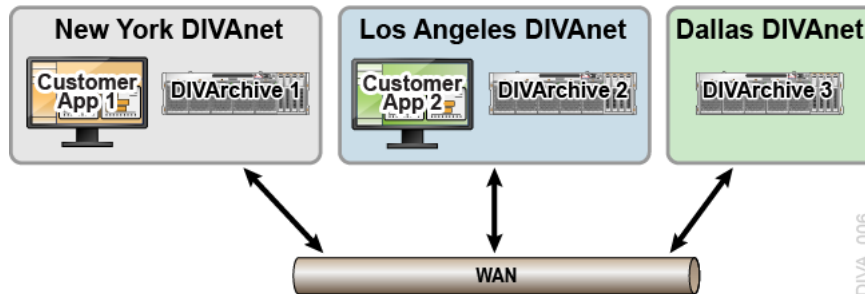 New York DIVAnet
Customer
App 1
DIVArchive 1
Los Angeles DIVAnet
Customer
App 2
DIVArchive 2
Dallas DIVAnet
DIVArchive 3
WAN
DIVA_006